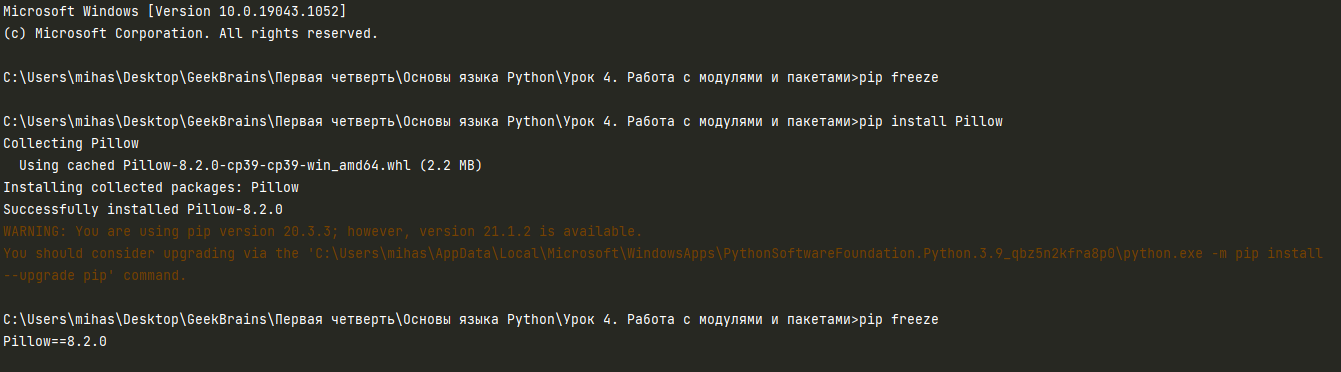 Microsoft Windows [Version 10.0.19043.1052]
(c) Microsoft Corporation. All rights reserved.
C:\Users\mihas\Desktop\GeekBrains\Первая четверть\Основы языка Python\Урок 4. Работа с модулями и пакетами>pip freeze
C:\Users\mihas\Desktop\GeekBrains\Первая четверть\Основы языка Python\Урок 4. Работа с модулями и пакетами>pip install Pillow
Collecting Pillow
  Using cached Pillow-8.2.0-cp39-cp39-win_amd64.whl (2.2 MB)
Installing collected packages: Pillow
Successfully installed Pillow-8.2.0
WARNING: You are using pip version 20.3.3; however, version 21.1.2 is available.
You should consider upgrading via the 'C:\Users\mihas\AppData\Local\Microsoft\WindowsApps\PythonSoftwareFoundation.Python.3.9_qbz5n2kfra8p0\python.exe -m pip install
--upgrade pip' command.
C:\Users\mihas\Desktop\GeekBrains\Первая четверть\Основы языка Python\Урок 4. Работа с модулями и пакетами>pip freeze
Pillow==8.2.0